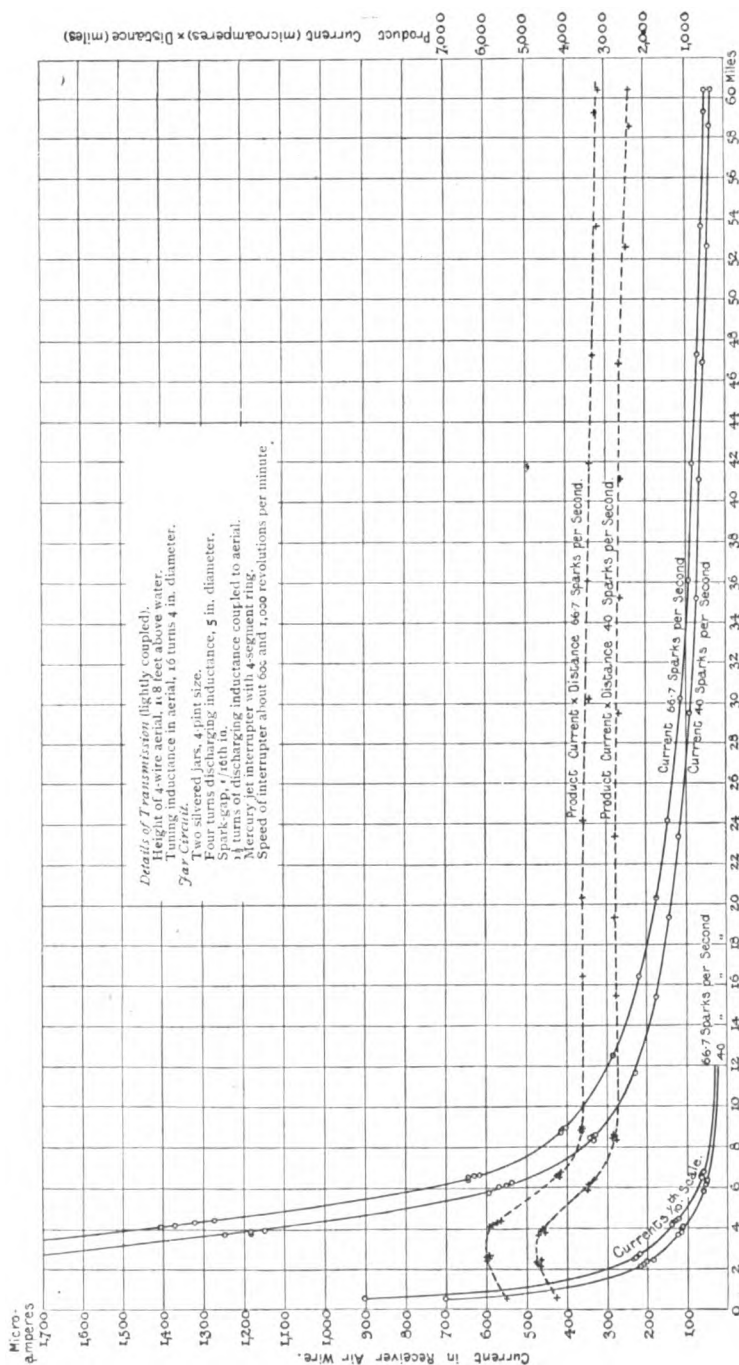 Micro-
amperes
1,700
1,600
1,500
1,400
1,300
1,200
1,100
1,000
900
800
700
600
500
400
300
200
100
Current in Receiver Air Wire.
Product Current (microamperes) × Distance (miles)
7,000
6,000
5,000
4,000
3,000
2,000
1,000
0
2
4
6
8
10
12
14
16
18
20
22
24
26
28
30
32
34
36
38
40
42
44
46
48
50
52
54
56
58
60 Miles
Details of Transmission (lightly coupled).
Height of 4-wire aerial, 118 feet above water.
Tuning inductance in aerial, 16 turns 4 in. diameter.
Jar Circuit.
Two silvered jars, 4-pint size.
Four turns discharging inductance, 5 in. diameter.
Spark-gap, 1/16th in.
1½ turns of discharging inductance coupled to aerial.
Mercury jet interrupter with 4-segment ring.
Speed of interrupter about 600 and 1,000 revolutions per minute.
Product Current × Distance 66·7 Sparks per Second.
Product Current × Distance 40 Sparks per Second.
Current 66·7 Sparks per Second
Current 40 Sparks per Second
Currents 1/10th Scale.
66·7 Sparks per Second
40 " " "